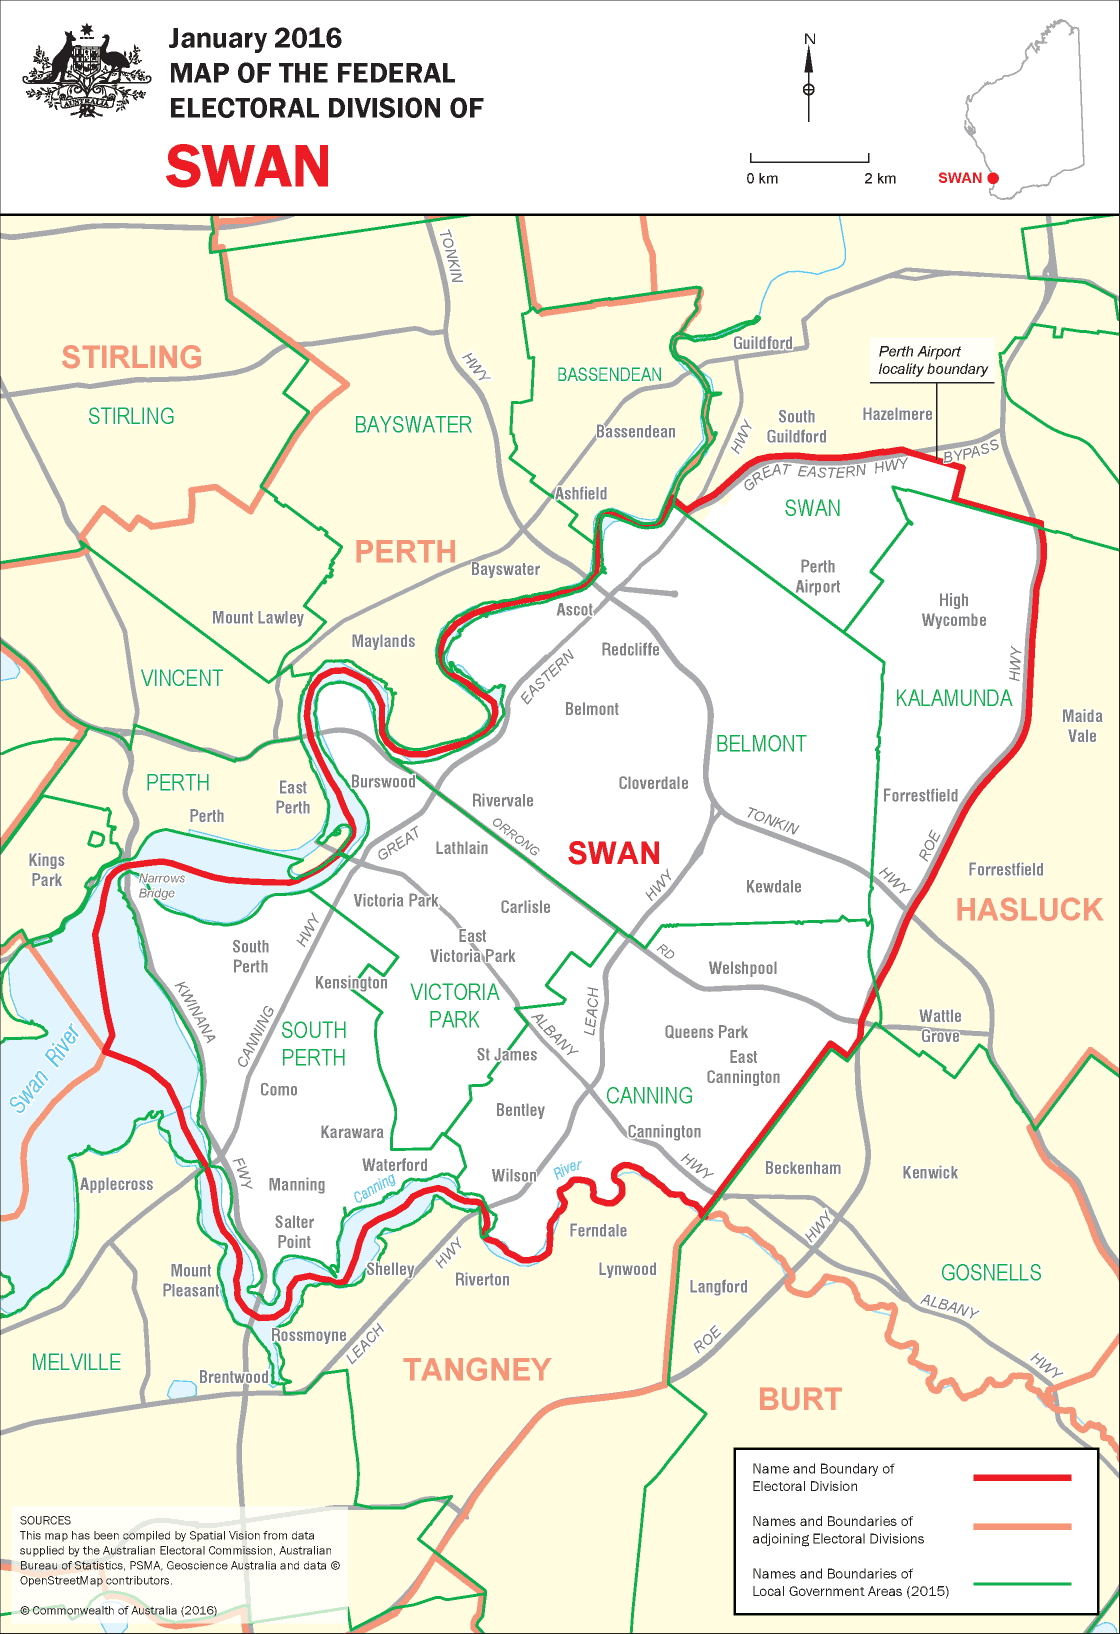 January 2016
MAP OF THE FEDERAL
ELECTORAL DIVISION OF
SWAN
AUSTRALIA
N
0 km
2 km
SWAN
TONKIN
HWY
STIRLING
STIRLING
BAYSWATER
BASSENDEAN
Bassendean
Guildford
Perth Airport
locality boundary
South
Guildford
Hazelmere
HWY
GREAT EASTERN HWY
BYPASS
Ashfield
SWAN
PERTH
Bayswater
Perth
Airport
High
Wycombe
Ascot
Mount Lawley
Maylands
Redcliffe
EASTERN
HWY
VINCENT
Belmont
KALAMUNDA
Maida
Vale
BELMONT
PERTH
East
Perth
Burswood
Cloverdale
Forrestfield
Perth
Rivervale
ORRONG
TONKIN
GREAT
Lathlain
SWAN
ROE
Kings
Park
Narrows
Bridge
Forrestfield
HWY
HWY
Kewdale
Victoria Park
Carlisle
HASLUCK
HWY
South
Perth
East
Victoria Park
RD
Welshpool
Kensington
VICTORIA
PARK
KWINANA
LEACH
CANNING
SOUTH
PERTH
ALBANY
Queens Park
Wattle
Grove
Swan River
St James
East
Cannington
Como
Bentley
CANNING
Karawara
Cannington
Waterford
Wilson
River
HWY
Beckenham
Kenwick
Applecross
FWY
Manning
Canning
Salter
Point
Ferndale
HWY
HWY
Mount
Pleasant
Shelley
Riverton
Lynwood
Langford
GOSNELLS
ALBANY
Rossmoyne
LEACH
ROE
HWY
MELVILLE
Brentwood
TANGNEY
BURT
Name and Boundary of
Electoral Division
Names and Boundaries of
adjoining Electoral Divisions
Names and Boundaries of
Local Government Areas (2015)
SOURCES
This map has been compiled by Spatial Vision from data
supplied by the Australian Electoral Commission, Australian
Bureau of Statistics, PSMA, Geoscience Australia and data ©
OpenStreetMap contributors.
© Commonwealth of Australia (2016)